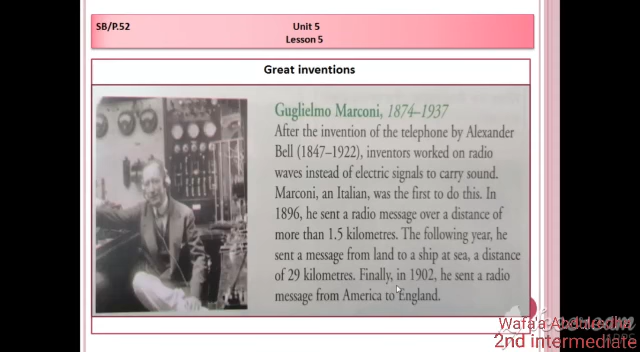 SB/P.52
Unit 5
Lesson 5
Great inventions
Guglielmo Marconi, 1874–1937
After the invention of the telephone by Alexander
Bell (1847–1922), inventors worked on radio
waves instead of electric signals to carry sound.
Marconi, an Italian, was the first to do this. In
1896, he sent a radio message over a distance of
more than 1.5 kilometres. The following year, he
sent a message from land to a ship at sea, a distance
of 29 kilometres. Finally, in 1902, he sent a radio
message from America to England.
2nd intermediate